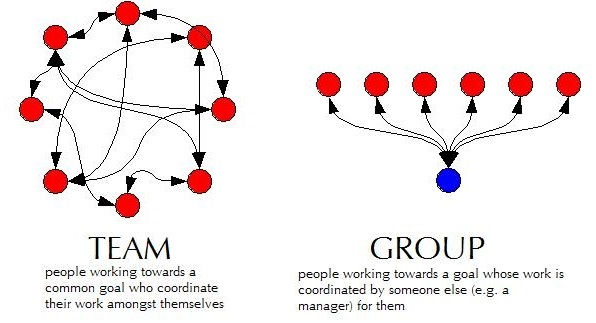 TEAM
people working towards a
common goal who coordinate
their work amongst themselves
GROUP
people working towards a goal whose work is
coordinated by someone else (e.g. a
manager) for them